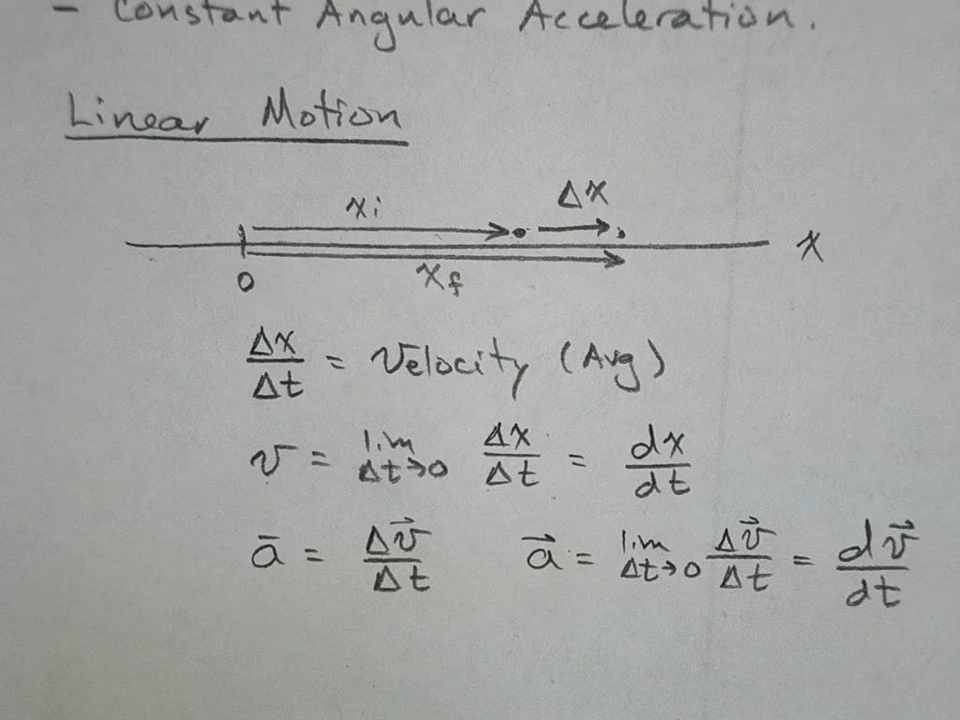 - Constant Angular Acceleration.
Linear Motion
xi Δx
x
0 xf
Δx/Δt = Velocity (Avg)
v = lim Δt→0 Δx/Δt = dx/dt
ā = Δv⃗/Δt a⃗ = lim Δt→0 Δv⃗/Δt = dv⃗/dt